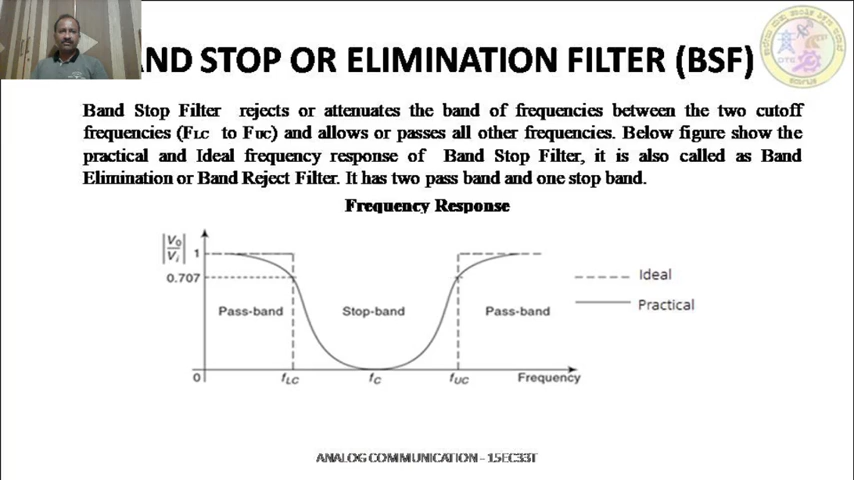 ND STOP OR ELIMINATION FILTER (BSF)
Band Stop Filter rejects or attenuates the band of frequencies between the two cutoff
frequencies (FLC to FUC) and allows or passes all other frequencies. Below figure show the
practical and Ideal frequency response of Band Stop Filter, it is also called as Band
Elimination or Band Reject Filter. It has two pass band and one stop band.
Frequency Response
|Vo/Vi|
1
0.707
Pass-band
Stop-band
Pass-band
Ideal
Practical
0
fLC
fC
fUC
Frequency
ANALOG COMMUNICATION - 15EC33T
DTE